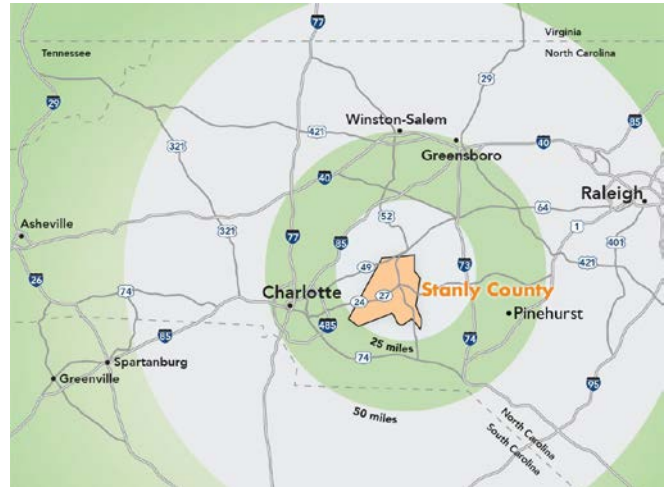 77
Virginia
Tennessee
North Carolina
29
29
Winston-Salem
85
421
321
Greensboro
40
40
Raleigh
52
64
1
Asheville
321
77
85
401
49
73
421
26
Stanly County
74
Charlotte
24
27
Pinehurst
485
85
25 miles
74
74
Spartanburg
95
Greenville
50 miles
North Carolina
South Carolina